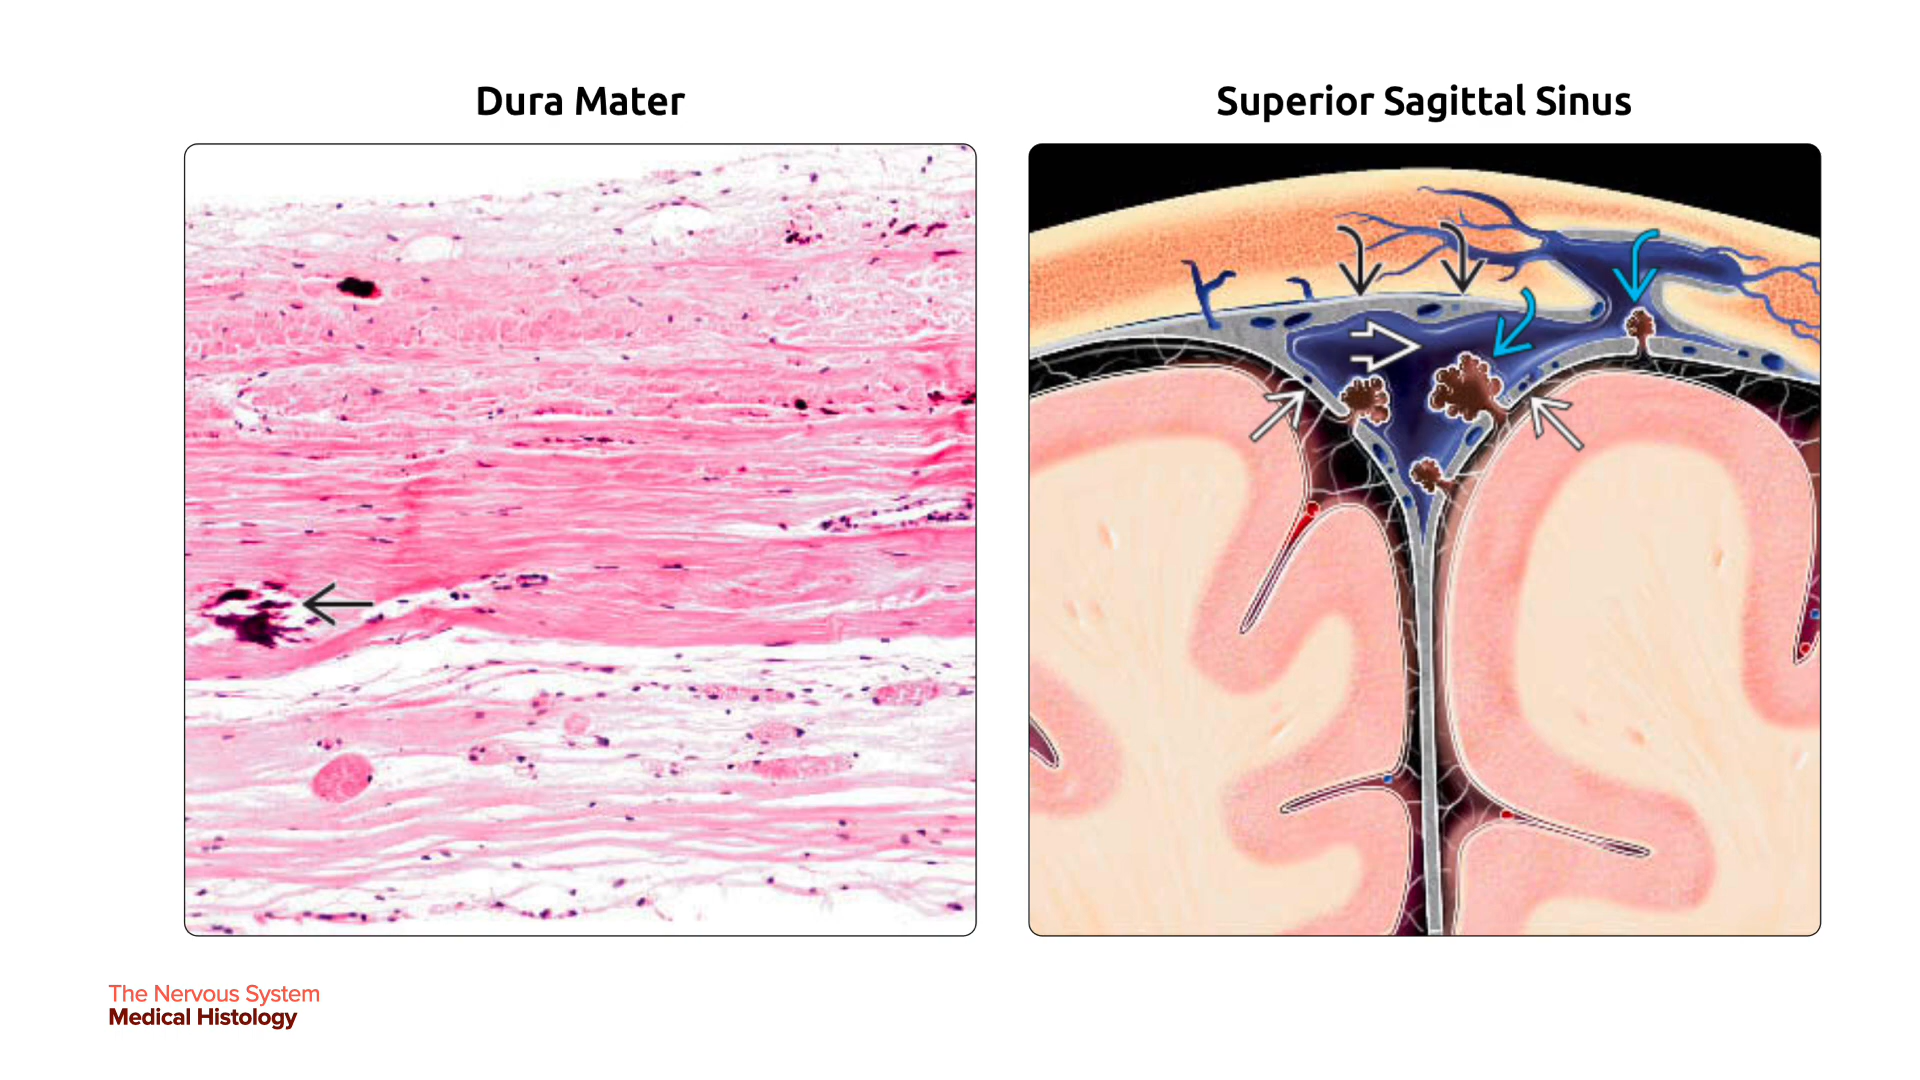 Dura Mater
Superior Sagittal Sinus
The Nervous System
Medical Histology